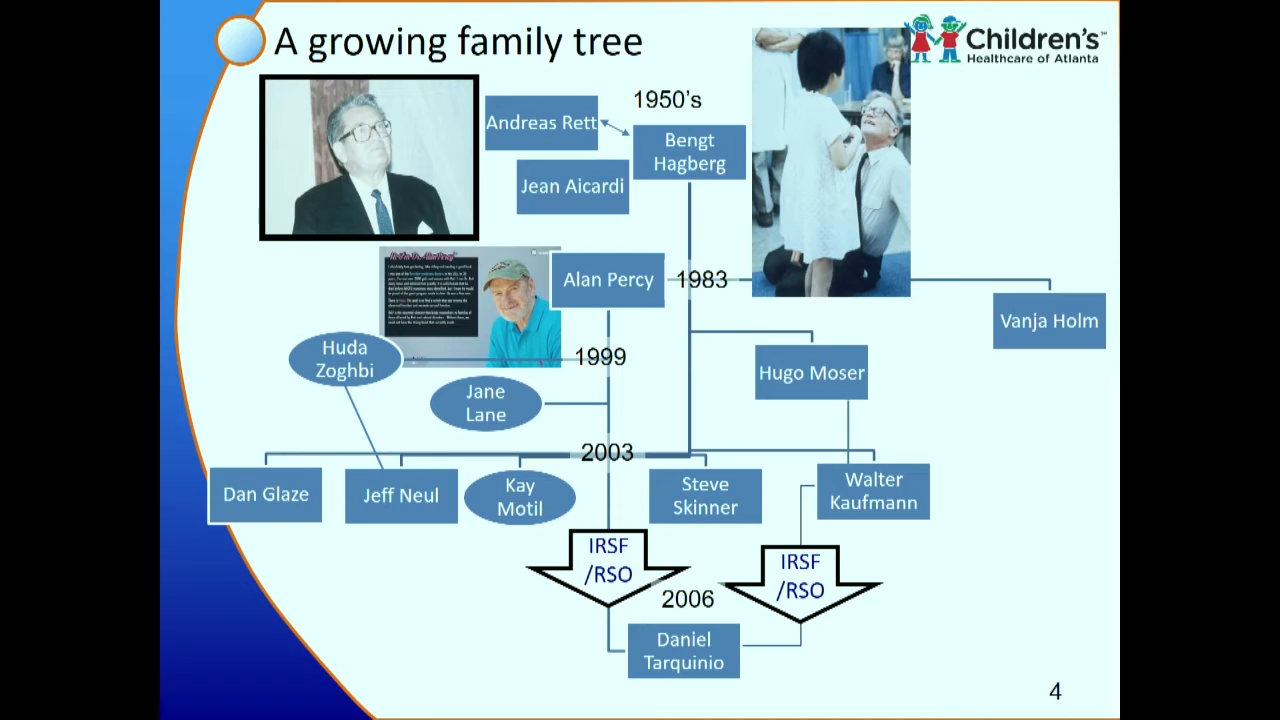 A growing family tree
Children's™
Healthcare of Atlanta
1950's
Andreas Rett
Bengt
Hagberg
Jean Aicardi
Alan Percy
1983
Vanja Holm
Huda
Zoghbi
1999
Hugo Moser
Jane
Lane
2003
Dan Glaze
Jeff Neul
Kay
Motil
Steve
Skinner
Walter
Kaufmann
IRSF
/RSO
IRSF
/RSO
2006
Daniel
Tarquinio
4